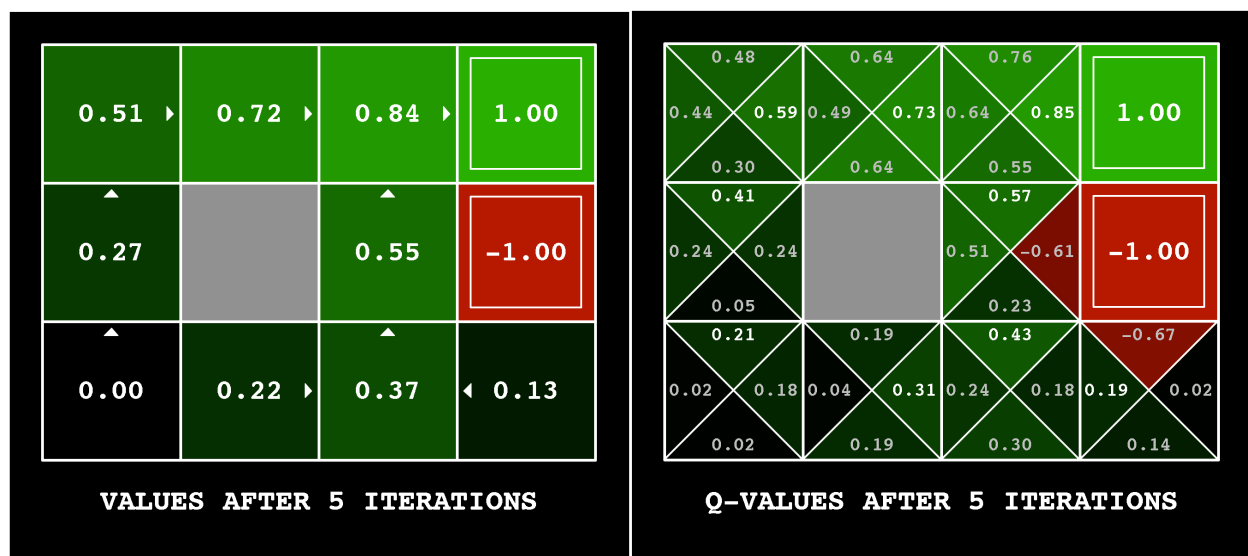 0.51 0.72 0.84 1.00
0.27 0.55 -1.00
0.00 0.22 0.37 0.13
VALUES AFTER 5 ITERATIONS
0.48 0.64 0.76
0.44 0.59 0.49 0.73 0.64 0.85 1.00
0.30 0.64 0.55
0.41 0.57
0.24 0.24 0.51 -0.61 -1.00
0.05 0.23
0.21 0.19 0.43 -0.67
0.02 0.18 0.04 0.31 0.24 0.18 0.19 0.02
0.02 0.19 0.30 0.14
Q-VALUES AFTER 5 ITERATIONS